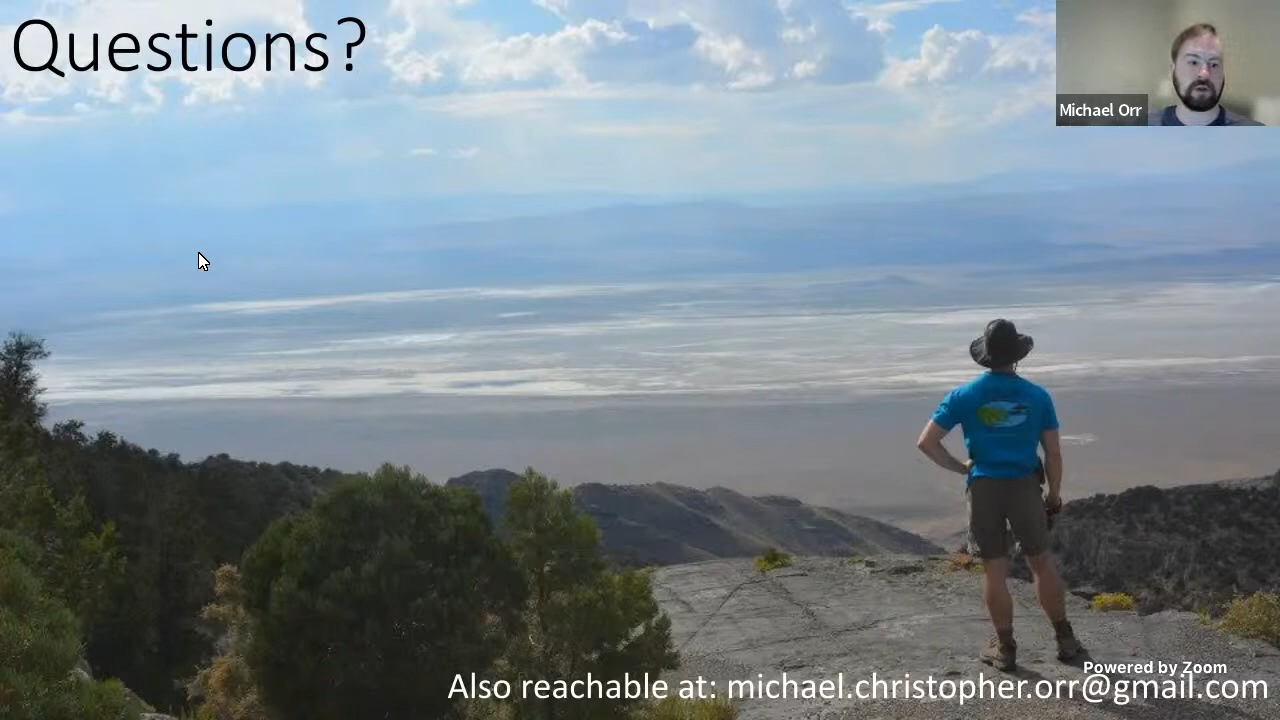 Questions?
Michael Orr
Powered by Zoom
Also reachable at: michael.christopher.orr@gmail.com